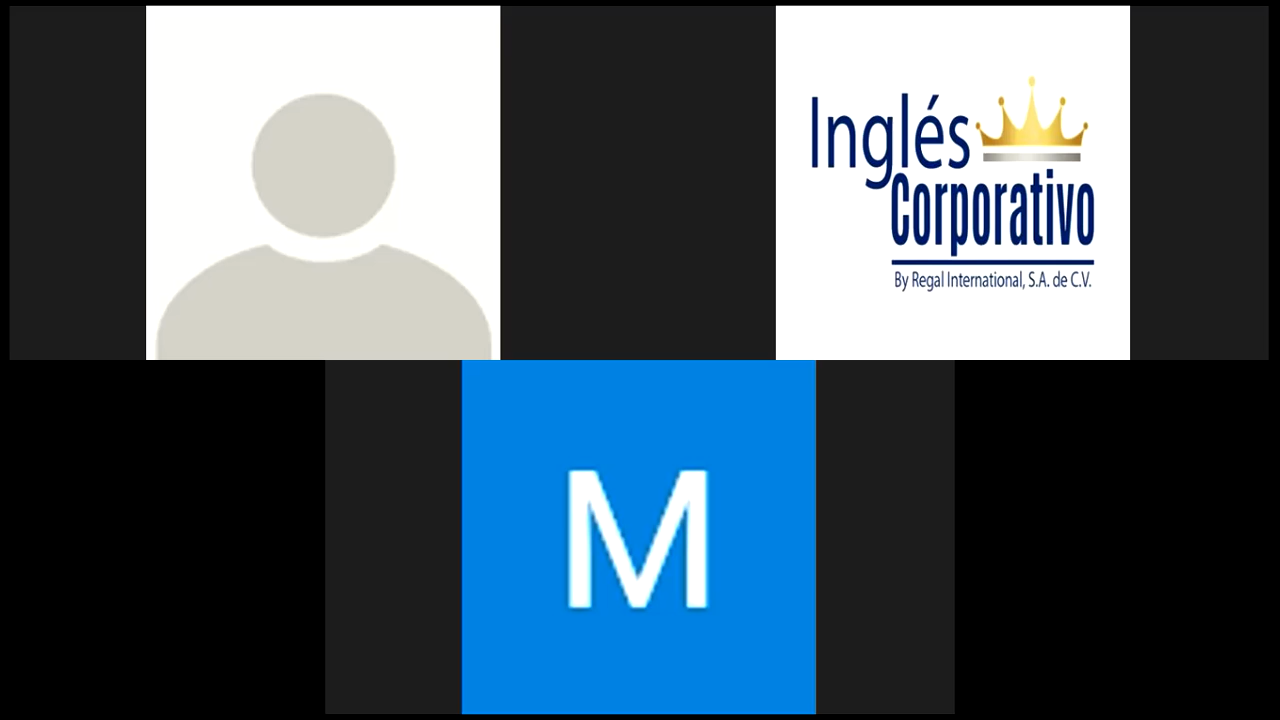 Inglés
Corporativo
By Regal International, S.A. de C.V.
M